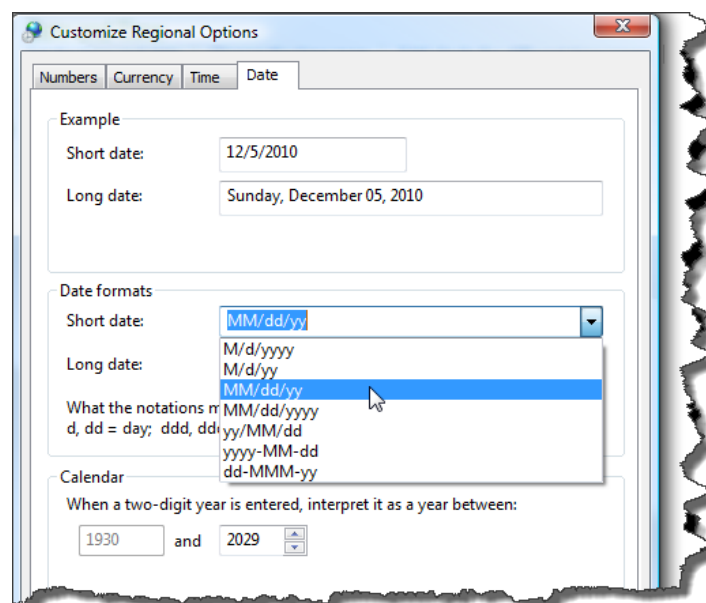 Customize Regional Options
Numbers Currency Time Date
Example
Short date: 12/5/2010
Long date: Sunday, December 05, 2010
Date formats
Short date: MM/dd/yy
M/d/yyyy
Long date: M/d/yy
MM/dd/yy
What the notations m MM/dd/yyyy
d, dd = day; ddd, ddd yy/MM/dd
yyyy-MM-dd
Calendar dd-MMM-yy
When a two-digit year is entered, interpret it as a year between:
1930 and 2029